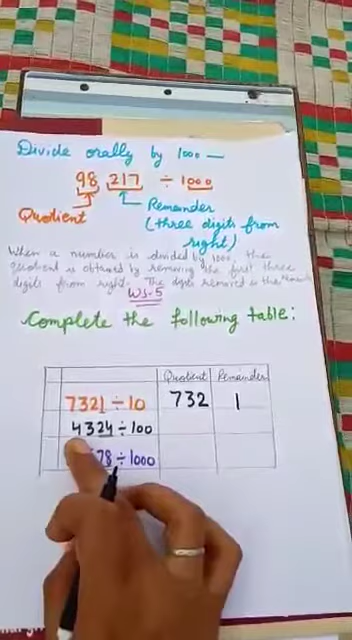 Divide orally by 1000 —
98 217 ÷ 1000
Quotient
Remainder
(three digits from
right)
When a number is divided by 1000, the
quotient is obtained by removing the first three
digits from right. The digits removed is the
WS-5
Complete the following table:
Quotient Remainder
7321 ÷ 10 732 1
4324 ÷ 100
78 ÷ 1000